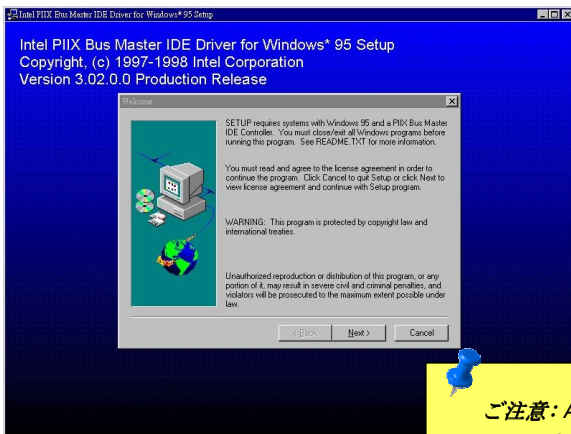 Intel PIIX Bus Master IDE Driver for Windows* 95 Setup
Intel PIIX Bus Master IDE Driver for Windows* 95 Setup
Copyright, (c) 1997-1998 Intel Corporation
Version 3.02.0.0 Production Release
Welcome
SETUP requires systems with Windows 95 and a PIIX Bus Master
IDE Controller. You must close/exit all Windows programs before
running this program. See README.TXT for more information.
You must read and agree to the license agreement in order to
continue the program. Click Cancel to quit Setup or click Next to
view license agreement and continue with Setup program.
WARNING: This program is protected by copyright law and
international treaties.
Unauthorized reproduction or distribution of this program, or any
portion of it, may result in severe civil and criminal penalties, and
violators will be prosecuted to the maximum extent possible under
law.
< Back
Next >
Cancel
ご注意: A